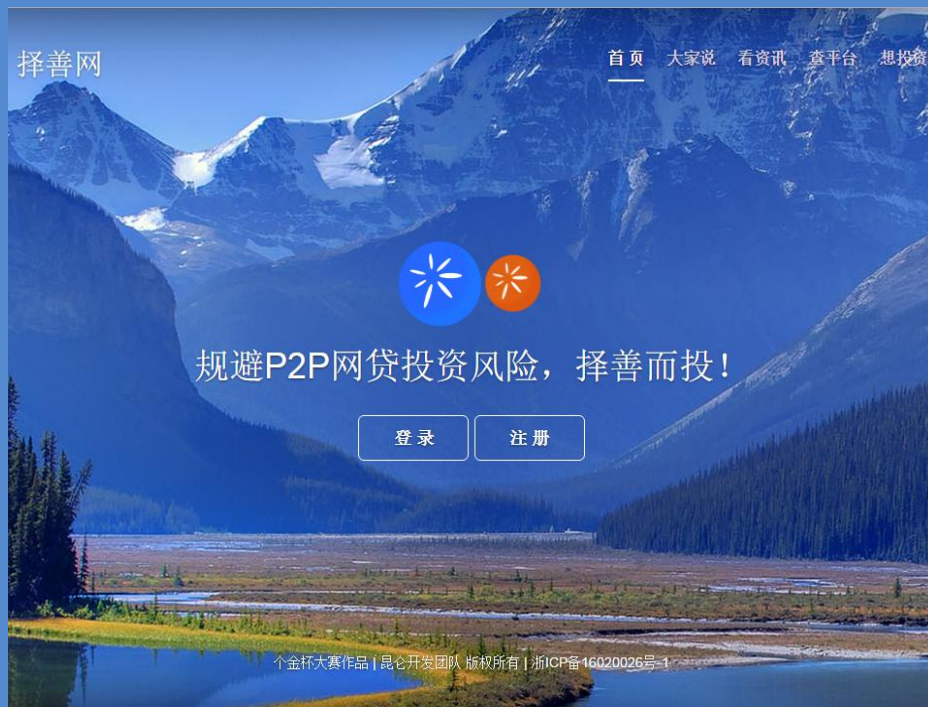 择善网
首 页 大家说 看资讯 查平台 想投资
规避P2P网贷投资风险，择善而投！
登 录 注 册
个金杯大赛作品 | 昆仑开发团队 版权所有 | 浙ICP备16020026号-1